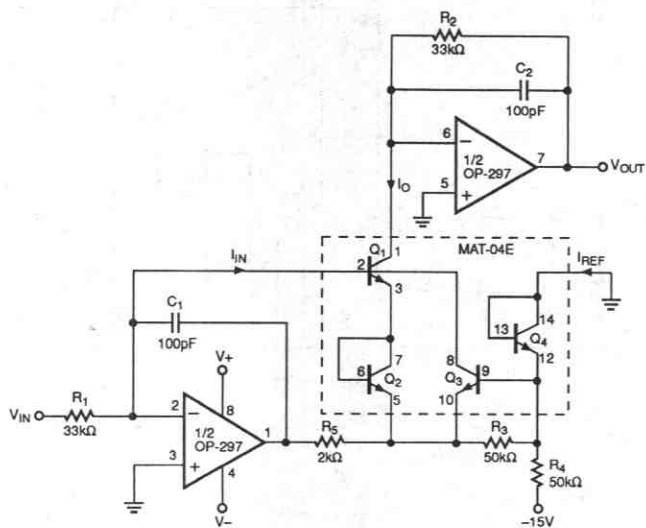 R2
33kΩ
C2
100pF
6
−
1/2
OP-297
7
VOUT
5
+
IO
MAT-04E
Q1
1
IIN
2
3
IREF
14
13
Q4
12
C1
100pF
7
6
Q2
5
8
9
Q3
10
V+
R1
VIN
33kΩ
2
−
8
1/2
OP-297
1
3
+
4
V−
R5
2kΩ
R3
50kΩ
R4
50kΩ
−15V